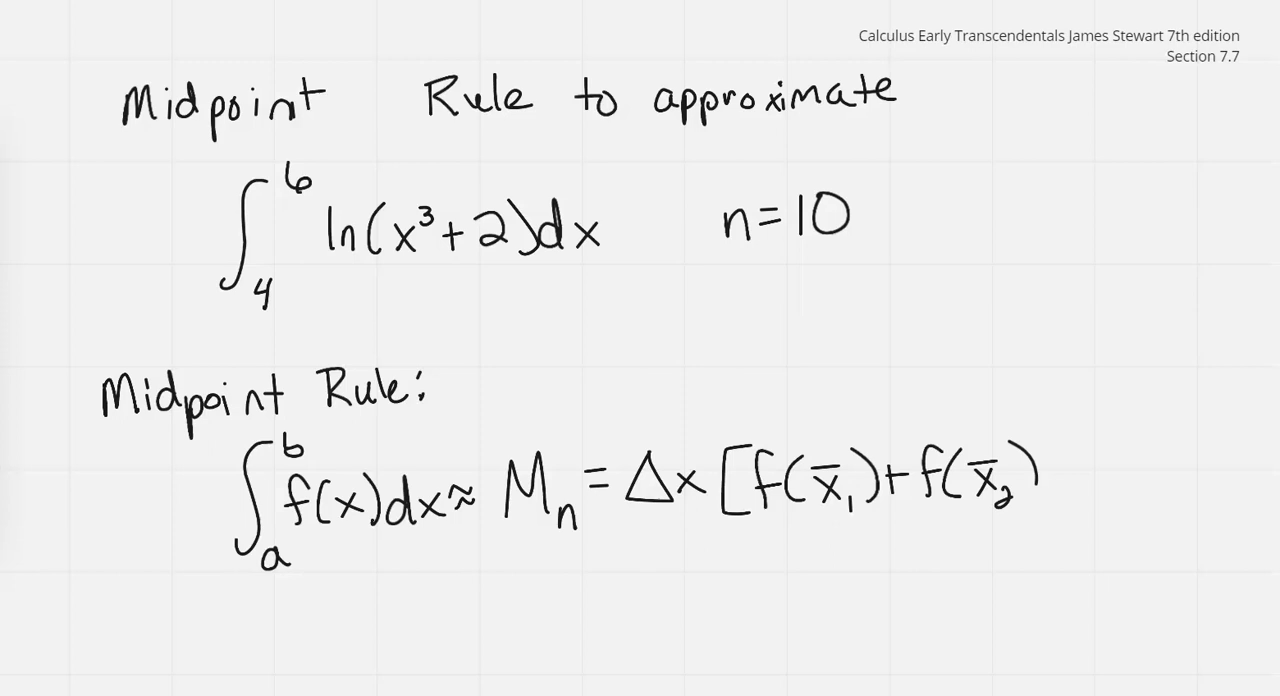 Calculus Early Transcendentals James Stewart 7th edition
Section 7.7
Midpoint Rule to approximate
∫₄⁶ ln(x³+2)dx n=10
Midpoint Rule:
∫ₐᵇ f(x)dx ≈ Mₙ = Δx [f(x̄₁)+f(x̄₂)